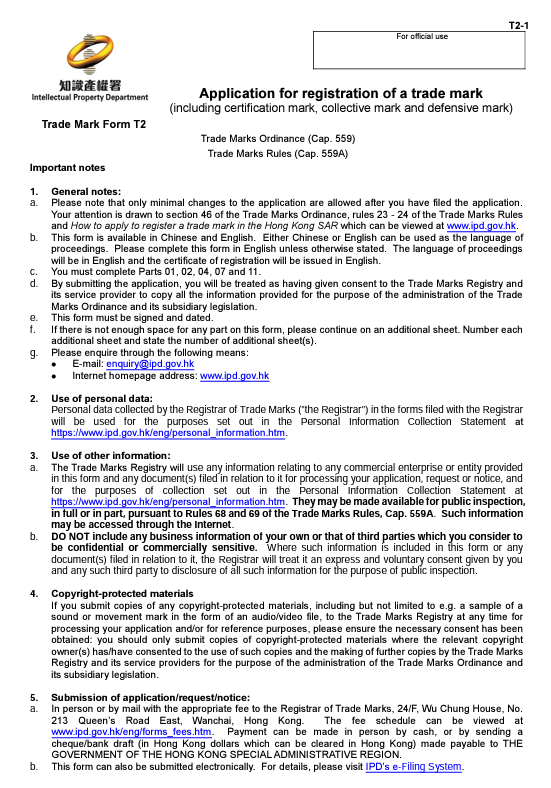 T2-1
For official use
知識產權署
Intellectual Property Department
Application for registration of a trade mark
(including certification mark, collective mark and defensive mark)
Trade Mark Form T2
Trade Marks Ordinance (Cap. 559)
Trade Marks Rules (Cap. 559A)
Important notes
1. General notes:
a. Please note that only minimal changes to the application are allowed after you have filed the application.
Your attention is drawn to section 46 of the Trade Marks Ordinance, rules 23 - 24 of the Trade Marks Rules
and How to apply to register a trade mark in the Hong Kong SAR which can be viewed at www.ipd.gov.hk.
b. This form is available in Chinese and English. Either Chinese or English can be used as the language of
proceedings. Please complete this form in English unless otherwise stated. The language of proceedings
will be in English and the certificate of registration will be issued in English.
c. You must complete Parts 01, 02, 04, 07 and 11.
d. By submitting the application, you will be treated as having given consent to the Trade Marks Registry and
its service provider to copy all the information provided for the purpose of the administration of the Trade
Marks Ordinance and its subsidiary legislation.
e. This form must be signed and dated.
f. If there is not enough space for any part on this form, please continue on an additional sheet. Number each
additional sheet and state the number of additional sheet(s).
g. Please enquire through the following means:
• E-mail: enquiry@ipd.gov.hk
• Internet homepage address: www.ipd.gov.hk
2. Use of personal data:
Personal data collected by the Registrar of Trade Marks ("the Registrar") in the forms filed with the Registrar
will be used for the purposes set out in the Personal Information Collection Statement at
https://www.ipd.gov.hk/eng/personal_information.htm.
3. Use of other information:
a. The Trade Marks Registry will use any information relating to any commercial enterprise or entity provided
in this form and any document(s) filed in relation to it for processing your application, request or notice, and
for the purposes of collection set out in the Personal Information Collection Statement at
https://www.ipd.gov.hk/eng/personal_information.htm. They may be made available for public inspection,
in full or in part, pursuant to Rules 68 and 69 of the Trade Marks Rules, Cap. 559A. Such information
may be accessed through the Internet.
b. DO NOT include any business information of your own or that of third parties which you consider to
be confidential or commercially sensitive. Where such information is included in this form or any
document(s) filed in relation to it, the Registrar will treat it an express and voluntary consent given by you
and any such third party to disclosure of all such information for the purpose of public inspection.
4. Copyright-protected materials
If you submit copies of any copyright-protected materials, including but not limited to e.g. a sample of a
sound or movement mark in the form of an audio/video file, to the Trade Marks Registry at any time for
processing your application and/or for reference purposes, please ensure the necessary consent has been
obtained: you should only submit copies of copyright-protected materials where the relevant copyright
owner(s) has/have consented to the use of such copies and the making of further copies by the Trade Marks
Registry and its service providers for the purpose of the administration of the Trade Marks Ordinance and
its subsidiary legislation.
5. Submission of application/request/notice:
a. In person or by mail with the appropriate fee to the Registrar of Trade Marks, 24/F, Wu Chung House, No.
213 Queen's Road East, Wanchai, Hong Kong. The fee schedule can be viewed at
www.ipd.gov.hk/eng/forms_fees.htm. Payment can be made in person by cash, or by sending a
cheque/bank draft (in Hong Kong dollars which can be cleared in Hong Kong) made payable to THE
GOVERNMENT OF THE HONG KONG SPECIAL ADMINISTRATIVE REGION.
b. This form can also be submitted electronically. For details, please visit IPD's e-Filing System.